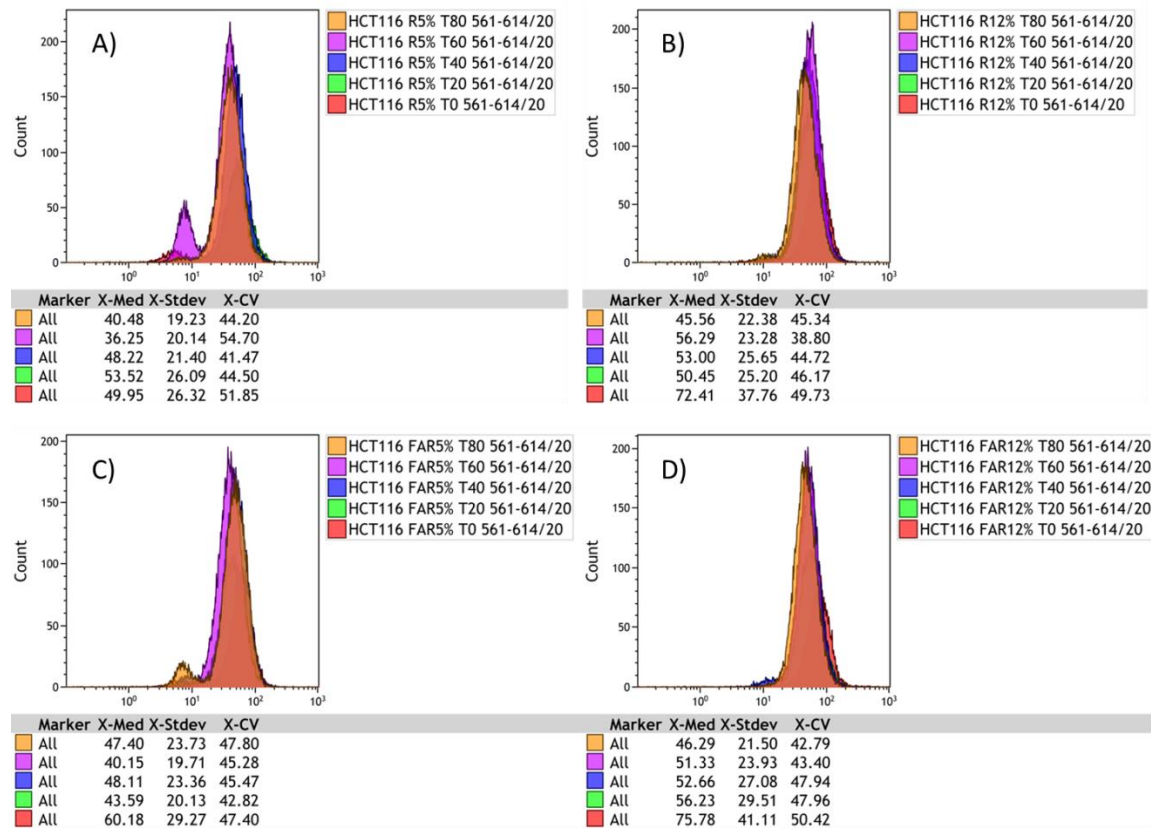 A)
HCT116 R5% T80 561-614/20
HCT116 R5% T60 561-614/20
HCT116 R5% T40 561-614/20
HCT116 R5% T20 561-614/20
HCT116 R5% T0 561-614/20
200
150
100
50
0
Count
10⁰ 10¹ 10² 10³
Marker X-Med X-Stdev X-CV
All 40.48 19.23 44.20
All 36.25 20.14 54.70
All 48.22 21.40 41.47
All 53.52 26.09 44.50
All 49.95 26.32 51.85
B)
HCT116 R12% T80 561-614/20
HCT116 R12% T60 561-614/20
HCT116 R12% T40 561-614/20
HCT116 R12% T20 561-614/20
HCT116 R12% T0 561-614/20
200
150
100
50
0
Count
10⁰ 10¹ 10² 10³
Marker X-Med X-Stdev X-CV
All 45.56 22.38 45.34
All 56.29 23.28 38.80
All 53.00 25.65 44.72
All 50.45 25.20 46.17
All 72.41 37.76 49.73
C)
HCT116 FAR5% T80 561-614/20
HCT116 FAR5% T60 561-614/20
HCT116 FAR5% T40 561-614/20
HCT116 FAR5% T20 561-614/20
HCT116 FAR5% T0 561-614/20
200
150
100
50
0
Count
10⁰ 10¹ 10² 10³
Marker X-Med X-Stdev X-CV
All 47.40 23.73 47.80
All 40.15 19.71 45.28
All 48.11 23.36 45.47
All 43.59 20.13 42.82
All 60.18 29.27 47.40
D)
HCT116 FAR12% T80 561-614/20
HCT116 FAR12% T60 561-614/20
HCT116 FAR12% T40 561-614/20
HCT116 FAR12% T20 561-614/20
HCT116 FAR12% T0 561-614/20
200
150
100
50
0
Count
10⁰ 10¹ 10² 10³
Marker X-Med X-Stdev X-CV
All 46.29 21.50 42.79
All 51.33 23.93 43.40
All 52.66 27.08 47.94
All 56.23 29.51 47.96
All 75.78 41.11 50.42